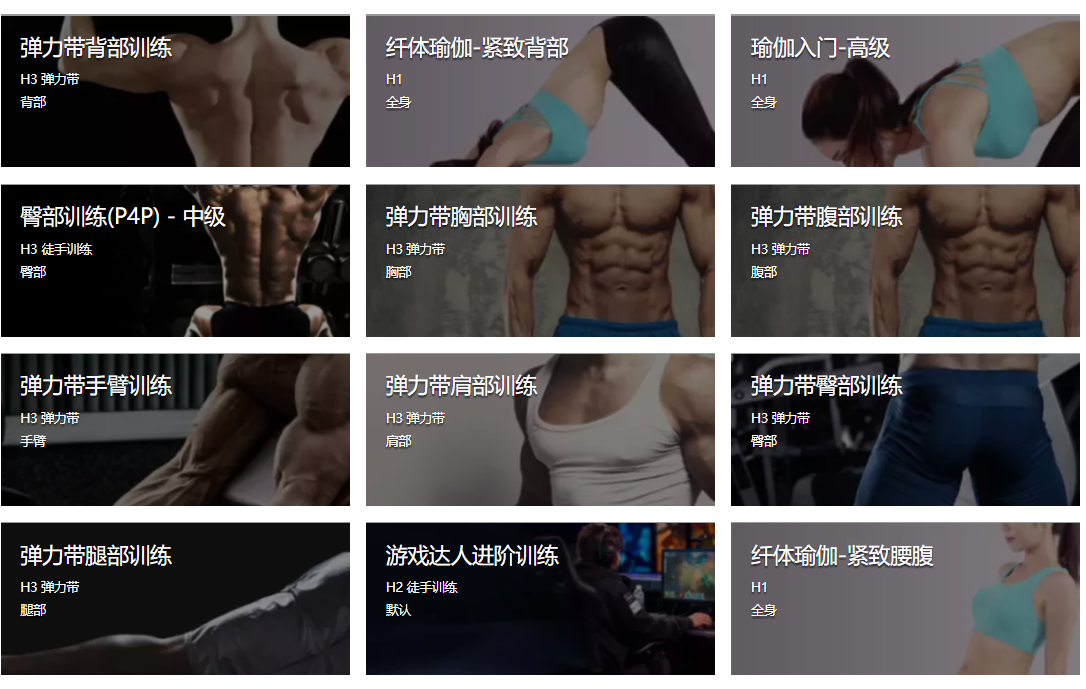 弹力带背部训练
H3 弹力带
背部
纤体瑜伽-紧致背部
H1
全身
瑜伽入门-高级
H1
全身
臀部训练(P4P) - 中级
H3 徒手训练
臀部
弹力带胸部训练
H3 弹力带
胸部
弹力带腹部训练
H3 弹力带
腹部
弹力带手臂训练
H3 弹力带
手臂
弹力带肩部训练
H3 弹力带
肩部
弹力带臀部训练
H3 弹力带
臀部
弹力带腿部训练
H3 弹力带
腿部
游戏达人进阶训练
H2 徒手训练
默认
纤体瑜伽-紧致腰腹
H1
全身